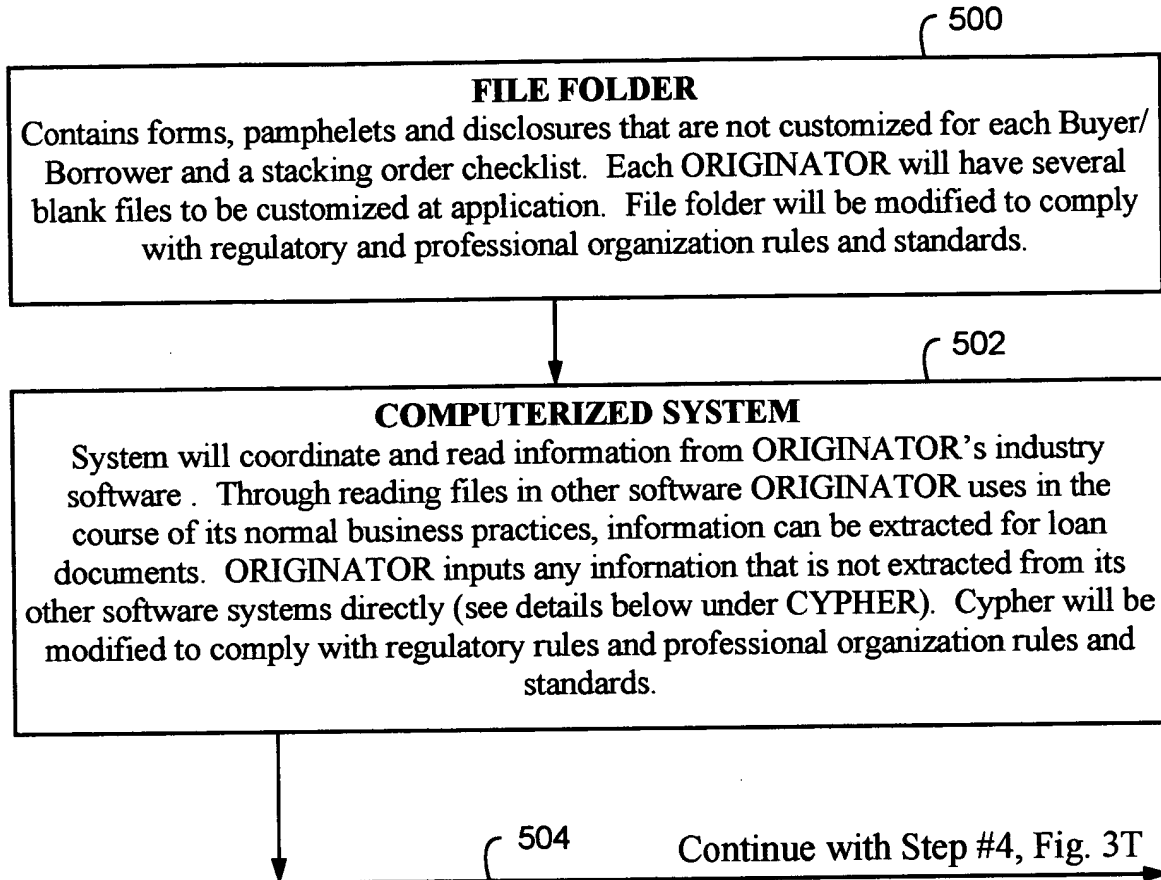 500
FILE FOLDER
Contains forms, pamphelets and disclosures that are not customized for each Buyer/
Borrower and a stacking order checklist. Each ORIGINATOR will have several
blank files to be customized at application. File folder will be modified to comply
with regulatory and professional organization rules and standards.
502
COMPUTERIZED SYSTEM
System will coordinate and read information from ORIGINATOR's industry
software . Through reading files in other software ORIGINATOR uses in the
course of its normal business practices, information can be extracted for loan
documents. ORIGINATOR inputs any infornation that is not extracted from its
other software systems directly (see details below under CYPHER). Cypher will be
modified to comply with regulatory rules and professional organization rules and
standards.
504
Continue with Step #4, Fig. 3T